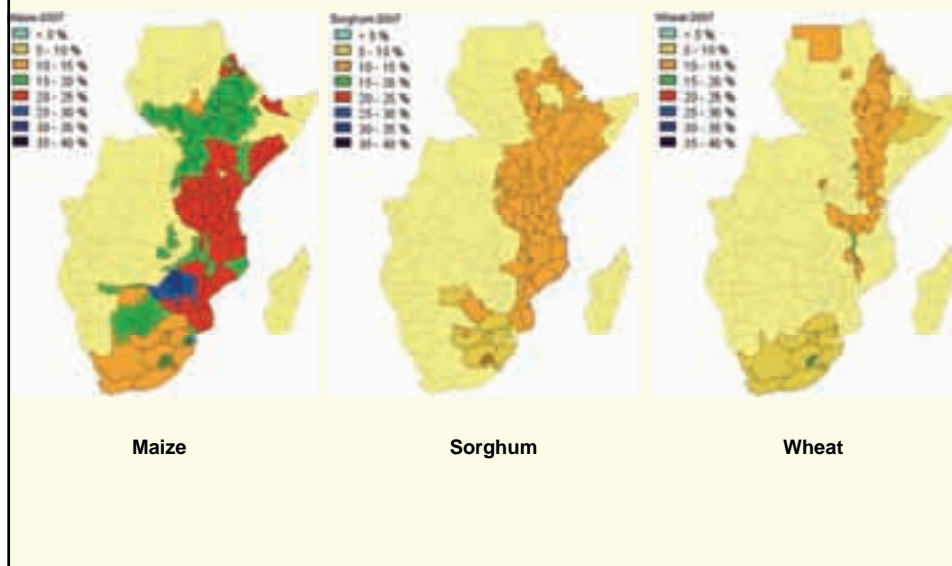 Maize-2007
< 5 %
5 - 10 %
10 - 15 %
15 - 20 %
20 - 25 %
25 - 30 %
30 - 35 %
35 - 40 %
Sorghum-2007
< 5 %
5 - 10 %
10 - 15 %
15 - 20 %
20 - 25 %
25 - 30 %
30 - 35 %
35 - 40 %
Wheat-2007
< 5 %
5 - 10 %
10 - 15 %
15 - 20 %
20 - 25 %
25 - 30 %
30 - 35 %
35 - 40 %
Maize
Sorghum
Wheat